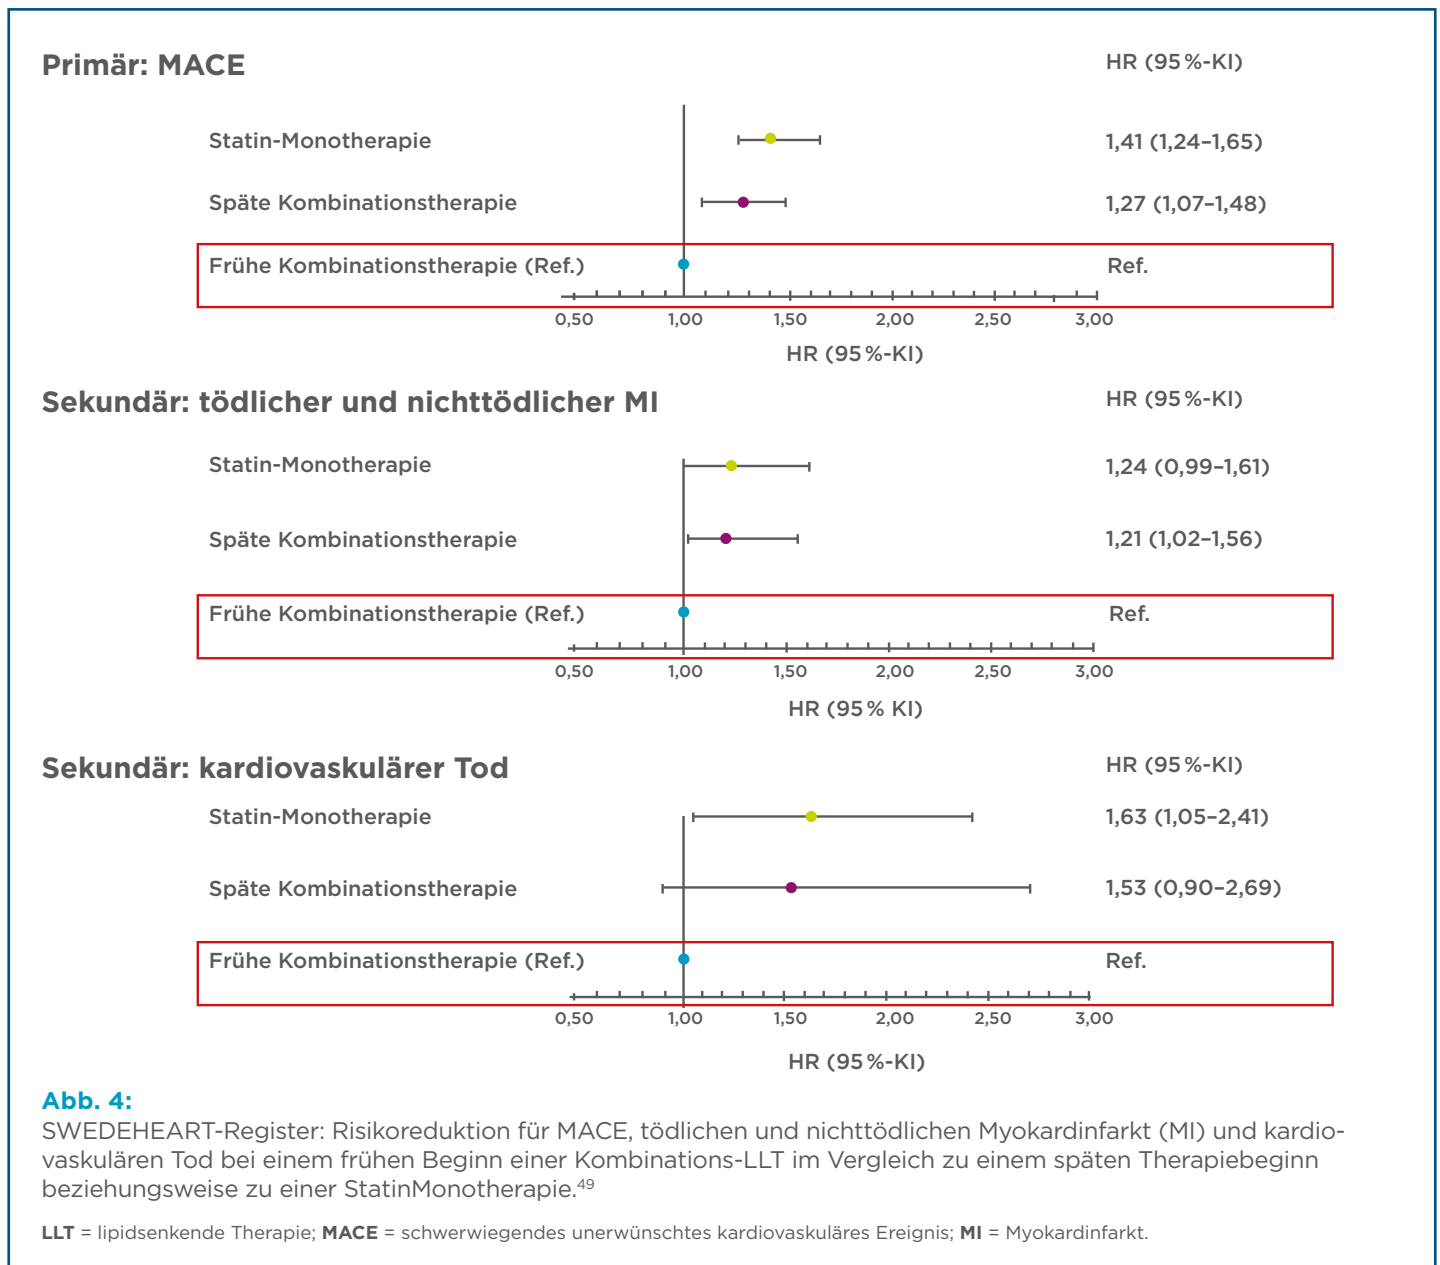 Primär: MACE HR (95 %-KI)
Statin-Monotherapie 1,41 (1,24–1,65)
Späte Kombinationstherapie 1,27 (1,07–1,48)
Frühe Kombinationstherapie (Ref.) Ref.
0,50 1,00 1,50 2,00 2,50 3,00
HR (95 %-KI)
Sekundär: tödlicher und nichttödlicher MI HR (95 %-KI)
Statin-Monotherapie 1,24 (0,99–1,61)
Späte Kombinationstherapie 1,21 (1,02–1,56)
Frühe Kombinationstherapie (Ref.) Ref.
0,50 1,00 1,50 2,00 2,50 3,00
HR (95 % KI)
Sekundär: kardiovaskulärer Tod HR (95 %-KI)
Statin-Monotherapie 1,63 (1,05–2,41)
Späte Kombinationstherapie 1,53 (0,90–2,69)
Frühe Kombinationstherapie (Ref.) Ref.
0,50 1,00 1,50 2,00 2,50 3,00
HR (95 %-KI)
Abb. 4:
SWEDEHEART-Register: Risikoreduktion für MACE, tödlichen und nichttödlichen Myokardinfarkt (MI) und kardio-
vaskulären Tod bei einem frühen Beginn einer Kombinations-LLT im Vergleich zu einem späten Therapiebeginn
beziehungsweise zu einer StatinMonotherapie.⁴⁹
LLT = lipidsenkende Therapie; MACE = schwerwiegendes unerwünschtes kardiovaskuläres Ereignis; MI = Myokardinfarkt.